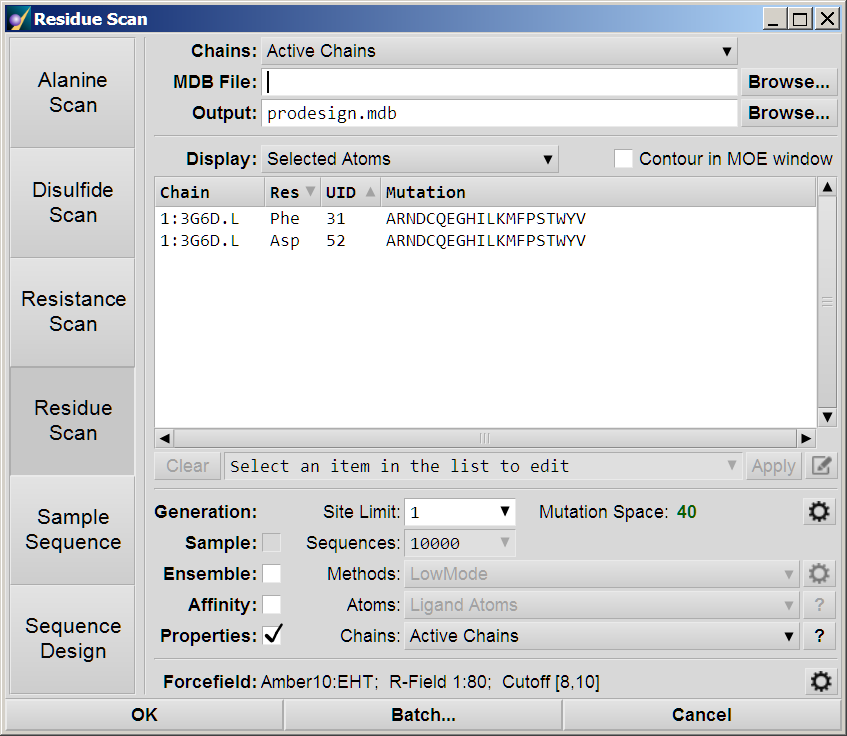 Residue Scan
Alanine Scan
Disulfide Scan
Resistance Scan
Residue Scan
Sample Sequence
Sequence Design
Chains: Active Chains
MDB File: Browse...
Output: prodesign.mdb Browse...
Display: Selected Atoms Contour in MOE window
Chain Res UID Mutation
1:3G6D.L Phe 31 ARNDCQEGHILKMFPSTWYV
1:3G6D.L Asp 52 ARNDCQEGHILKMFPSTWYV
Clear Select an item in the list to edit Apply
Generation: Site Limit: 1 Mutation Space: 40
Sample: Sequences: 10000
Ensemble: Methods: LowMode
Affinity: Atoms: Ligand Atoms ?
Properties: Chains: Active Chains ?
Forcefield: Amber10:EHT; R-Field 1:80; Cutoff [8,10]
OK Batch... Cancel